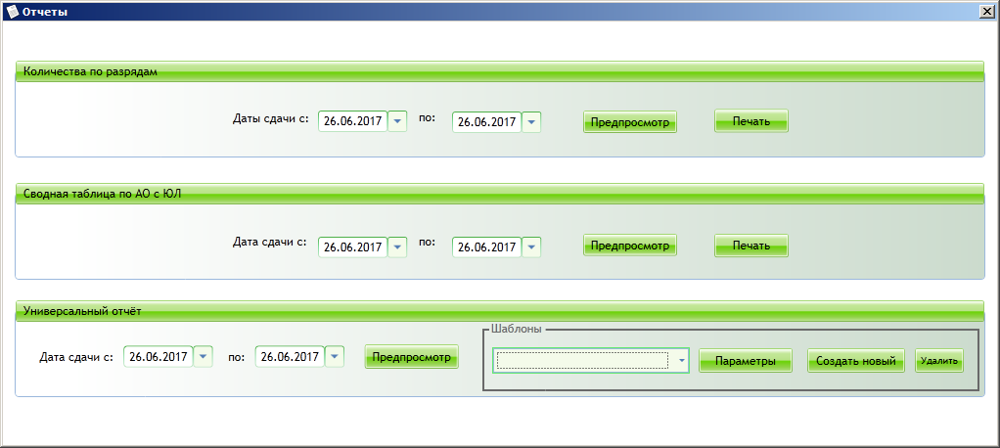 Отчеты
Количества по разрядам
Даты сдачи с: 26.06.2017 по: 26.06.2017 Предпросмотр Печать
Сводная таблица по АО с ЮЛ
Дата сдачи с: 26.06.2017 по: 26.06.2017 Предпросмотр Печать
Универсальный отчёт
Шаблоны
Дата сдачи с: 26.06.2017 по: 26.06.2017 Предпросмотр Параметры Создать новый Удалить